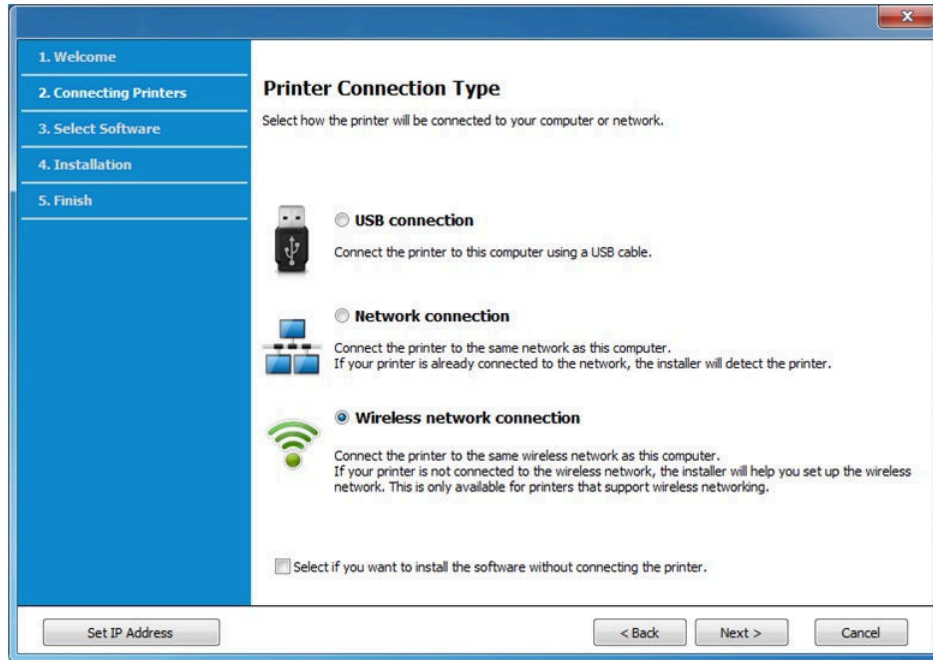 1. Welcome
2. Connecting Printers
3. Select Software
4. Installation
5. Finish
Printer Connection Type
Select how the printer will be connected to your computer or network.
USB connection
Connect the printer to this computer using a USB cable.
Network connection
Connect the printer to the same network as this computer.
If your printer is already connected to the network, the installer will detect the printer.
Wireless network connection
Connect the printer to the same wireless network as this computer.
If your printer is not connected to the wireless network, the installer will help you set up the wireless
network. This is only available for printers that support wireless networking.
Select if you want to install the software without connecting the printer.
Set IP Address
< Back
Next >
Cancel